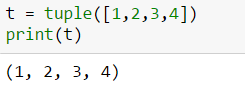 t = tuple([1,2,3,4])
print(t)
(1, 2, 3, 4)